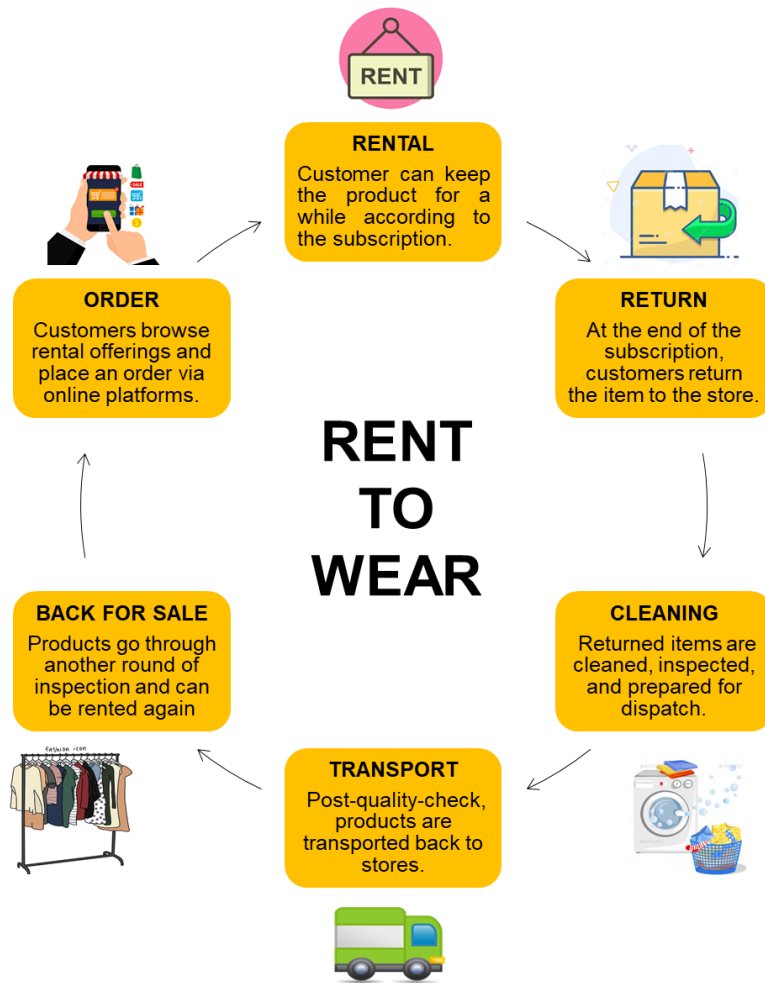 RENT
RENTAL
Customer can keep
the product for a
while according to
the subscription.
SALE
ORDER
Customers browse
rental offerings and
place an order via
online platforms.
RETURN
At the end of the
subscription,
customers return
the item to the store.
RENT
TO
WEAR
BACK FOR SALE
Products go through
another round of
inspection and can
be rented again
CLEANING
Returned items are
cleaned, inspected,
and prepared for
dispatch.
fashion icon
TRANSPORT
Post-quality-check,
products are
transported back to
stores.